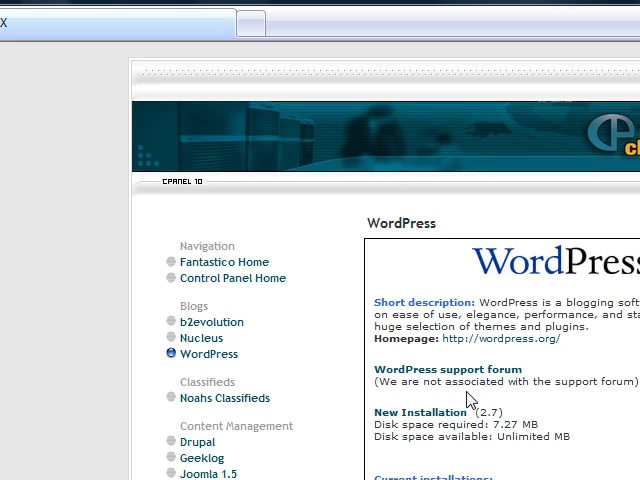 X
CPANEL 10
WordPress
Navigation
Fantastico Home
Control Panel Home
Blogs
b2evolution
Nucleus
WordPress
Classifieds
Noahs Classifieds
Content Management
Drupal
Geeklog
Joomla 1.5
WordPress
Short description: WordPress is a blogging soft
on ease of use, elegance, performance, and sta
huge selection of themes and plugins.
Homepage: http://wordpress.org/
WordPress support forum
(We are not associated with the support forum)
New Installation (2.7)
Disk space required: 7.27 MB
Disk space available: Unlimited MB
Current installations: